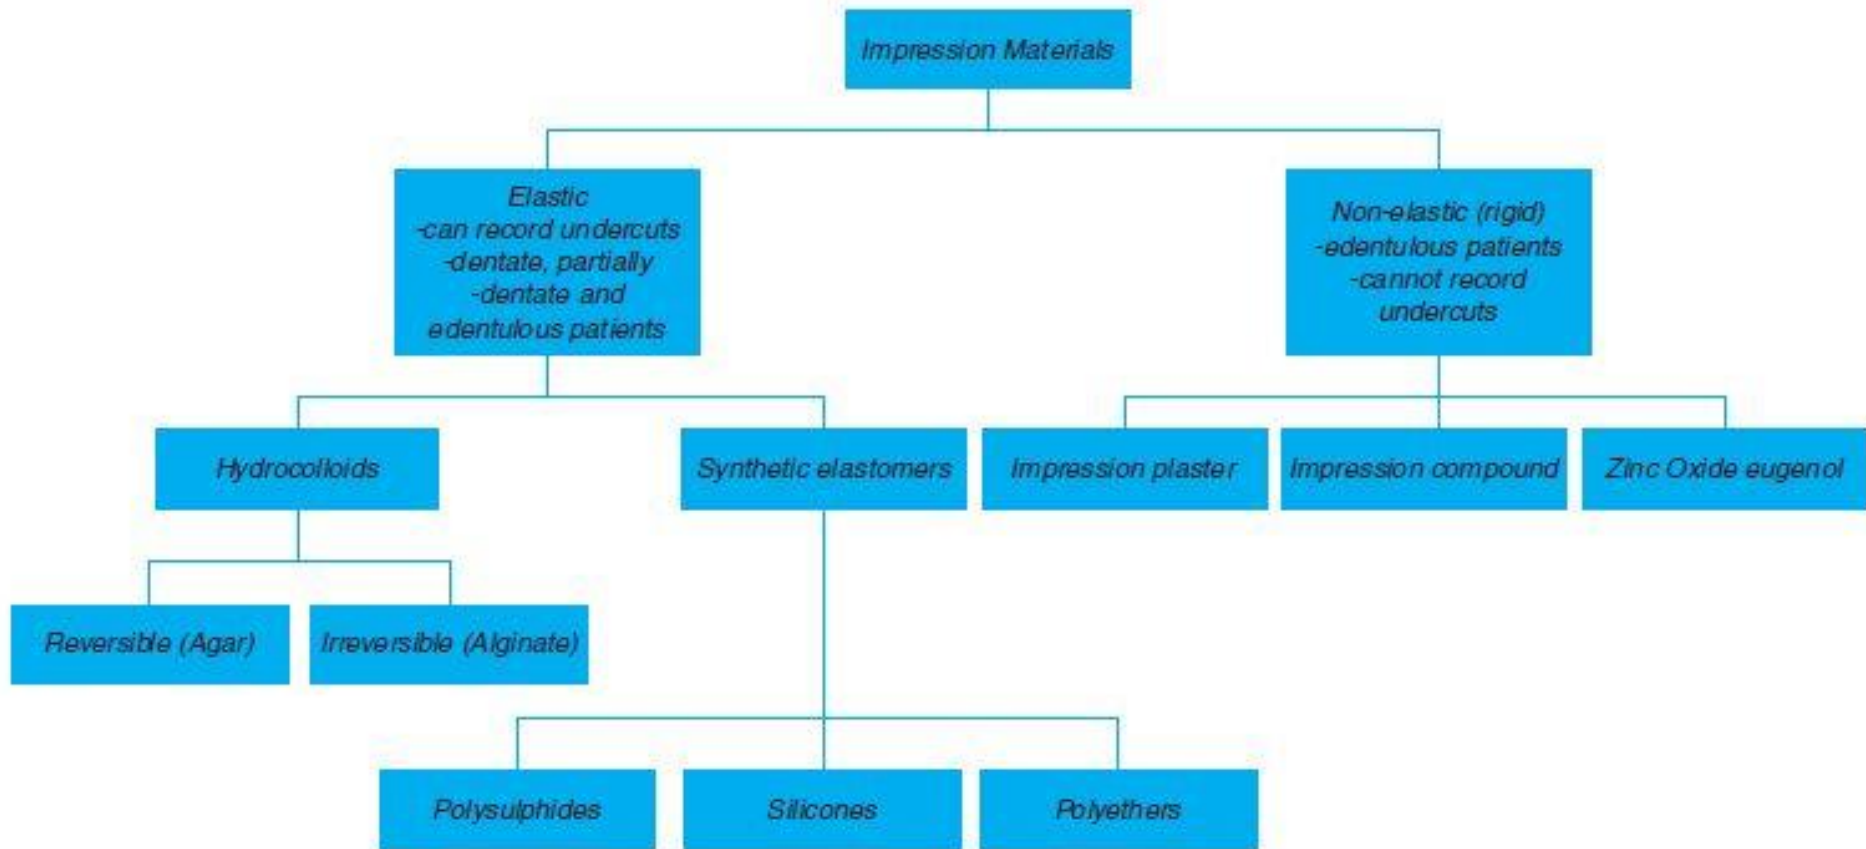 Impression Materials
Elastic
-can record undercuts
-dentate, partially
-dentate and
edentulous patients
Non-elastic (rigid)
-edentulous patients
-cannot record
undercuts
Hydrocolloids
Synthetic elastomers
Impression plaster
Impression compound
Zinc Oxide eugenol
Reversible (Agar)
Irreversible (Alginate)
Polysulphides
Silicones
Polyethers